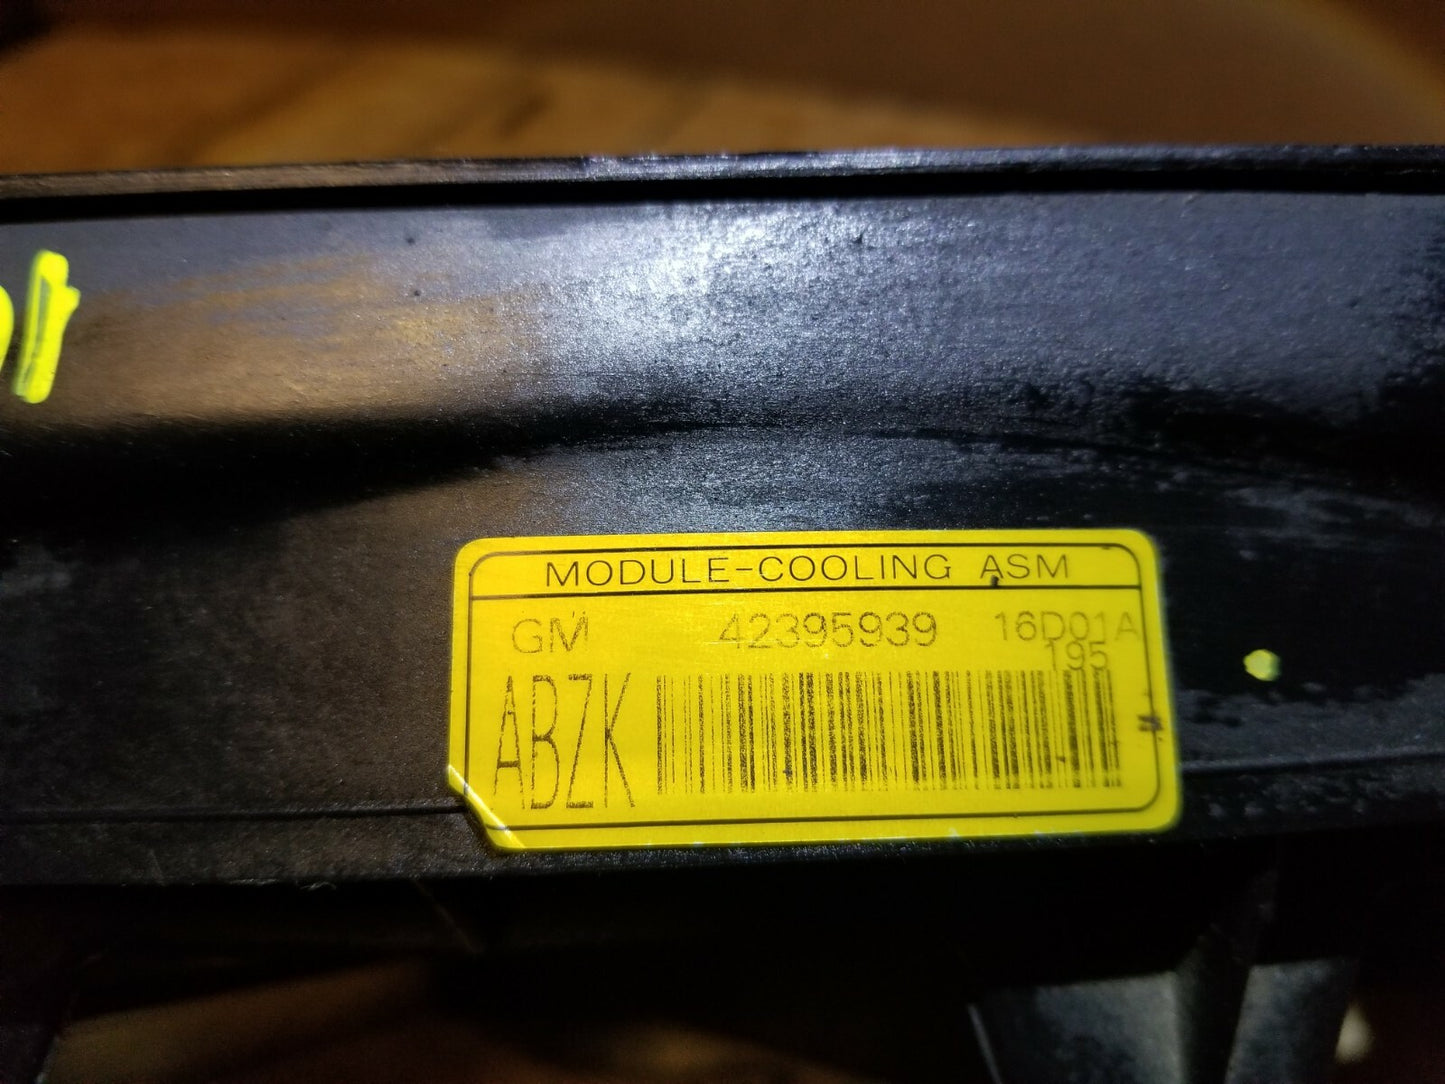 MODULE-COOLING ASM
GM 42395939 16D01A
195
ABZK